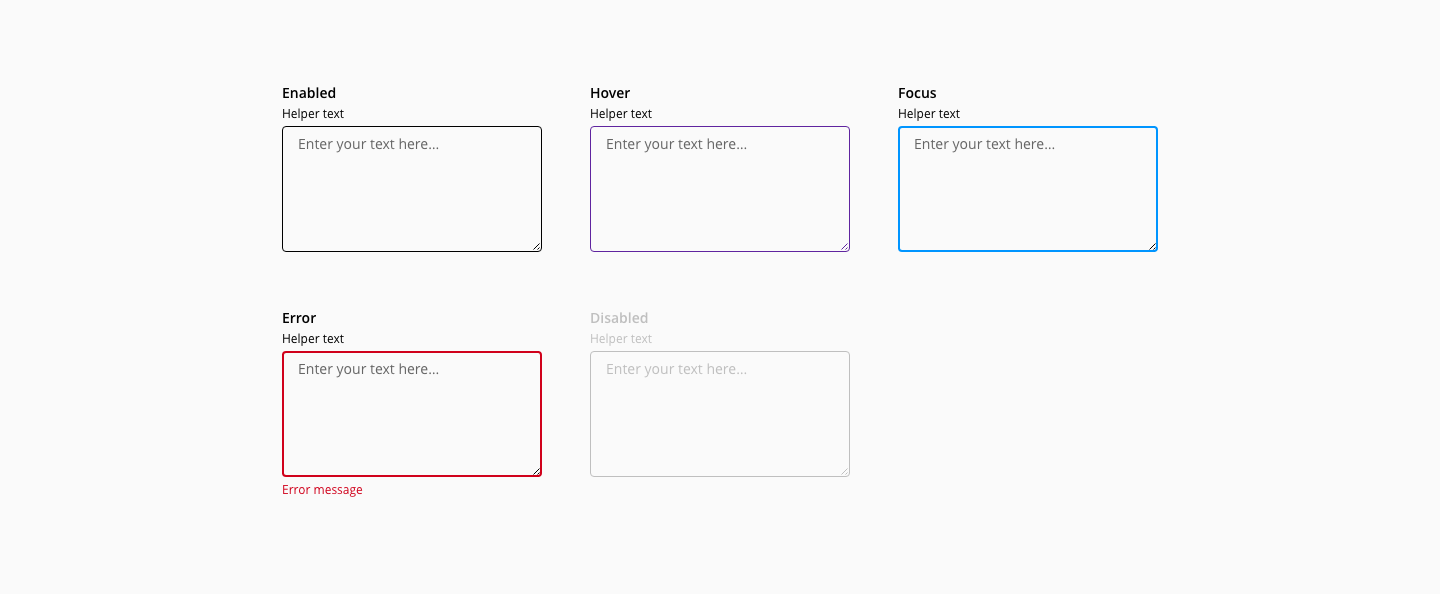 Enabled
Helper text
Enter your text here...
Hover
Helper text
Enter your text here...
Focus
Helper text
Enter your text here...
Error
Helper text
Enter your text here...
Error message
Disabled
Helper text
Enter your text here...